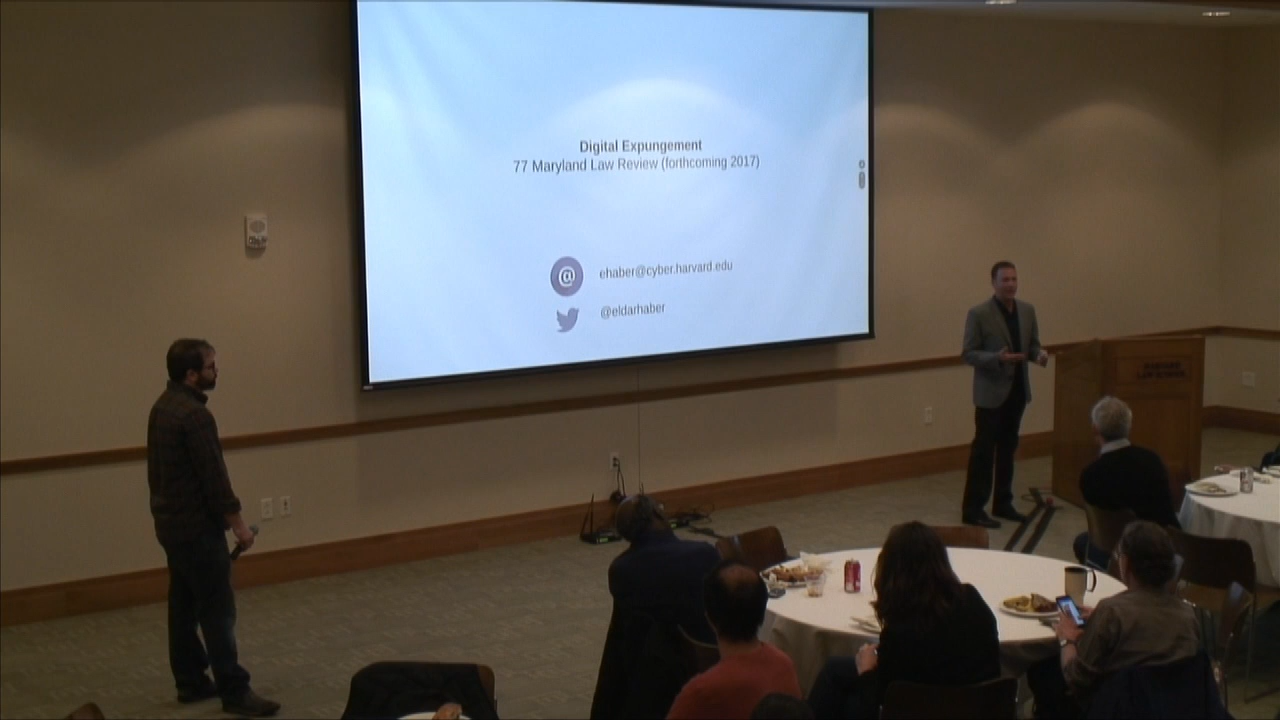 Digital Expungement
77 Maryland Law Review (forthcoming 2017)
@
ehaber@cyber.harvard.edu
@eldarhaber